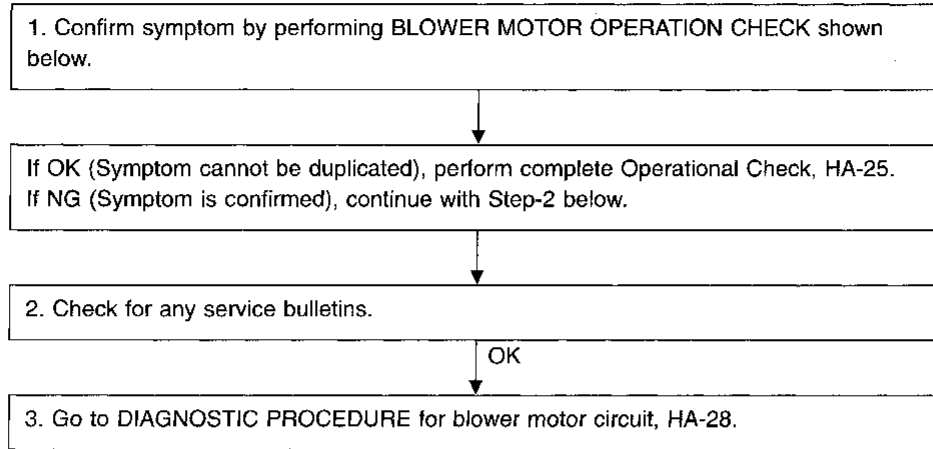 1. Confirm symptom by performing BLOWER MOTOR OPERATION CHECK shown
below.
If OK (Symptom cannot be duplicated), perform complete Operational Check, HA-25.
If NG (Symptom is confirmed), continue with Step-2 below.
2. Check for any service bulletins.
OK
3. Go to DIAGNOSTIC PROCEDURE for blower motor circuit, HA-28.